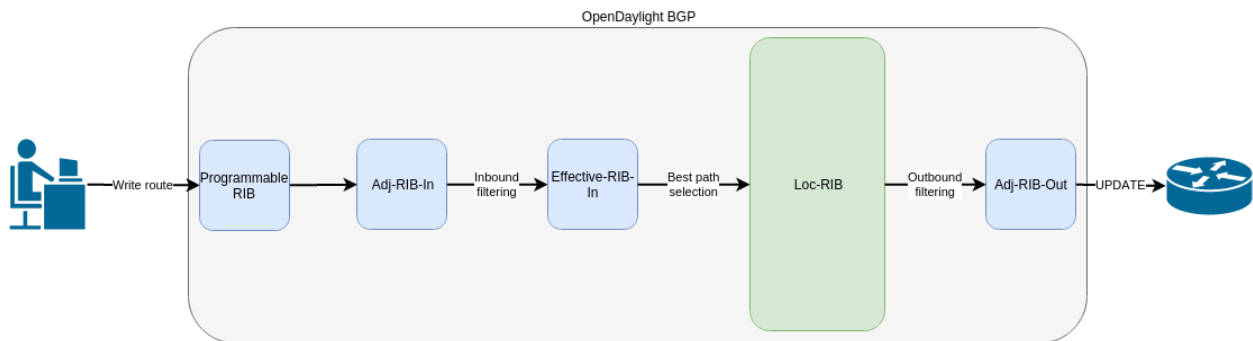 OpenDaylight BGP
Write route
Programmable
RIB
Adj-RIB-In
Inbound
filtering
Effective-RIB-
In
Best path
selection
Loc-RIB
Outbound
filtering
Adj-RIB-Out
UPDATE